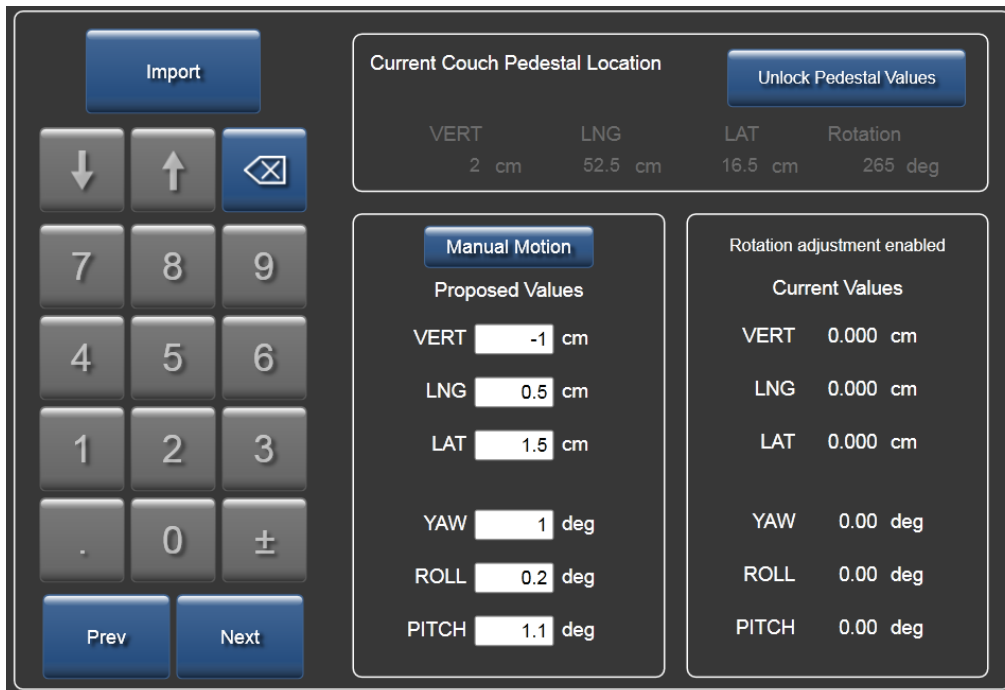 Import
7 8 9
4 5 6
1 2 3
. 0 ±
Prev Next
Current Couch Pedestal Location
Unlock Pedestal Values
VERT LNG LAT Rotation
2 cm 52.5 cm 16.5 cm 265 deg
Manual Motion
Proposed Values
VERT -1 cm
LNG 0.5 cm
LAT 1.5 cm
YAW 1 deg
ROLL 0.2 deg
PITCH 1.1 deg
Rotation adjustment enabled
Current Values
VERT 0.000 cm
LNG 0.000 cm
LAT 0.000 cm
YAW 0.00 deg
ROLL 0.00 deg
PITCH 0.00 deg